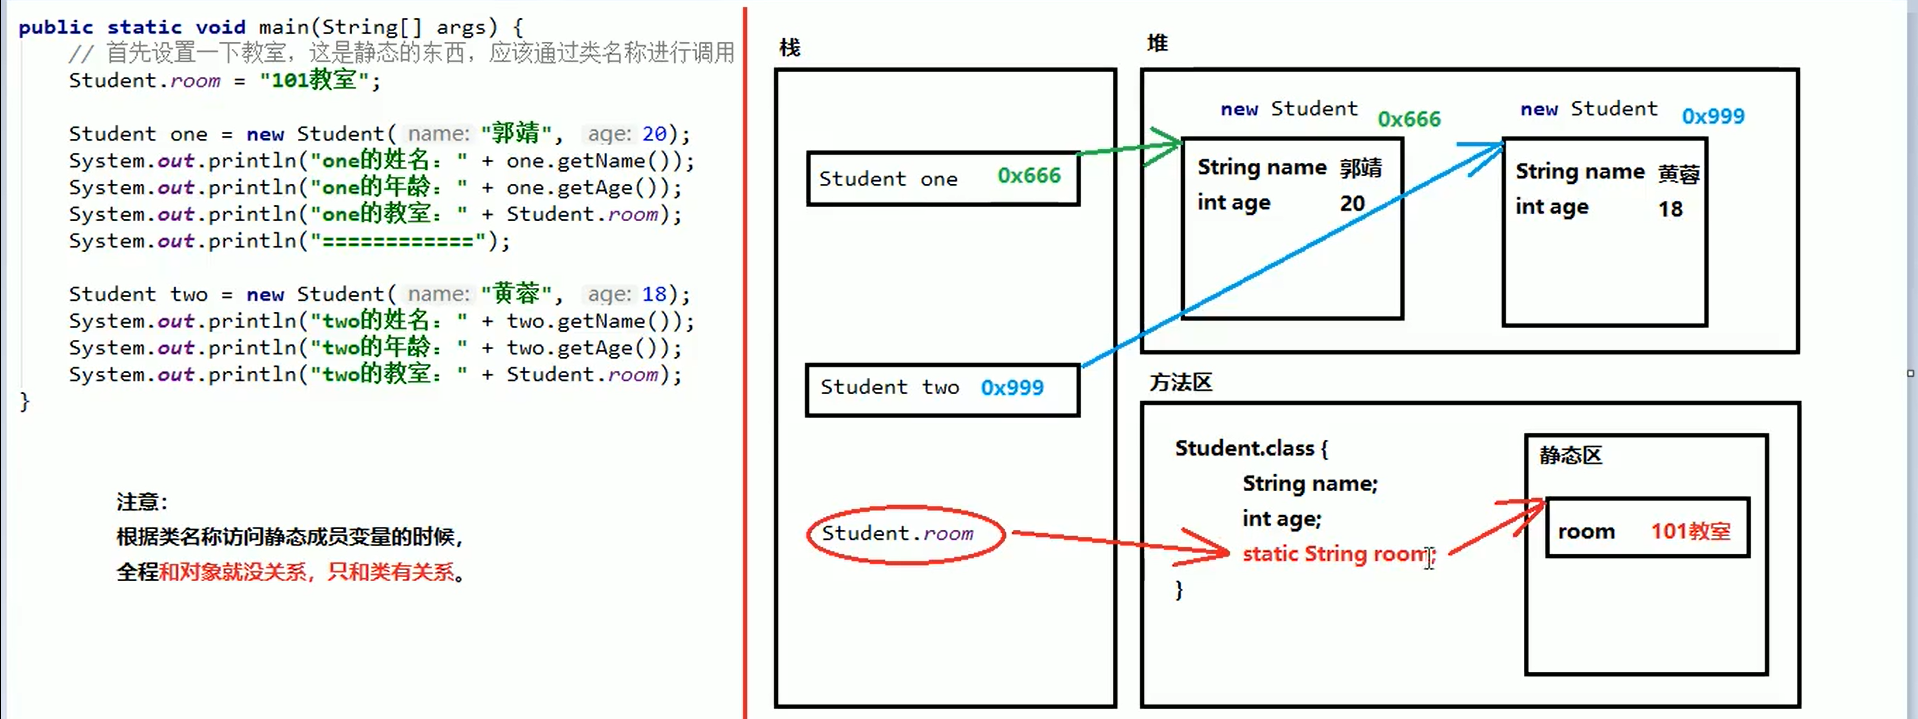 public static void main(String[] args) {
// 首先设置一下教室，这是静态的东西，应该通过类名称进行调用
Student.room = "101教室";
Student one = new Student( name: "郭靖", age: 20);
System.out.println("one的姓名：" + one.getName());
System.out.println("one的年龄：" + one.getAge());
System.out.println("one的教室：" + Student.room);
System.out.println("============");
Student two = new Student( name: "黄蓉", age: 18);
System.out.println("two的姓名：" + two.getName());
System.out.println("two的年龄：" + two.getAge());
System.out.println("two的教室：" + Student.room);
}
注意：
根据类名称访问静态成员变量的时候，
全程和对象就没关系，只和类有关系。
栈
Student one 0x666
Student two 0x999
Student.room
堆
new Student 0x666
String name 郭靖
int age 20
new Student 0x999
String name 黄蓉
int age 18
方法区
Student.class {
String name;
int age;
static String room;
}
静态区
room 101教室